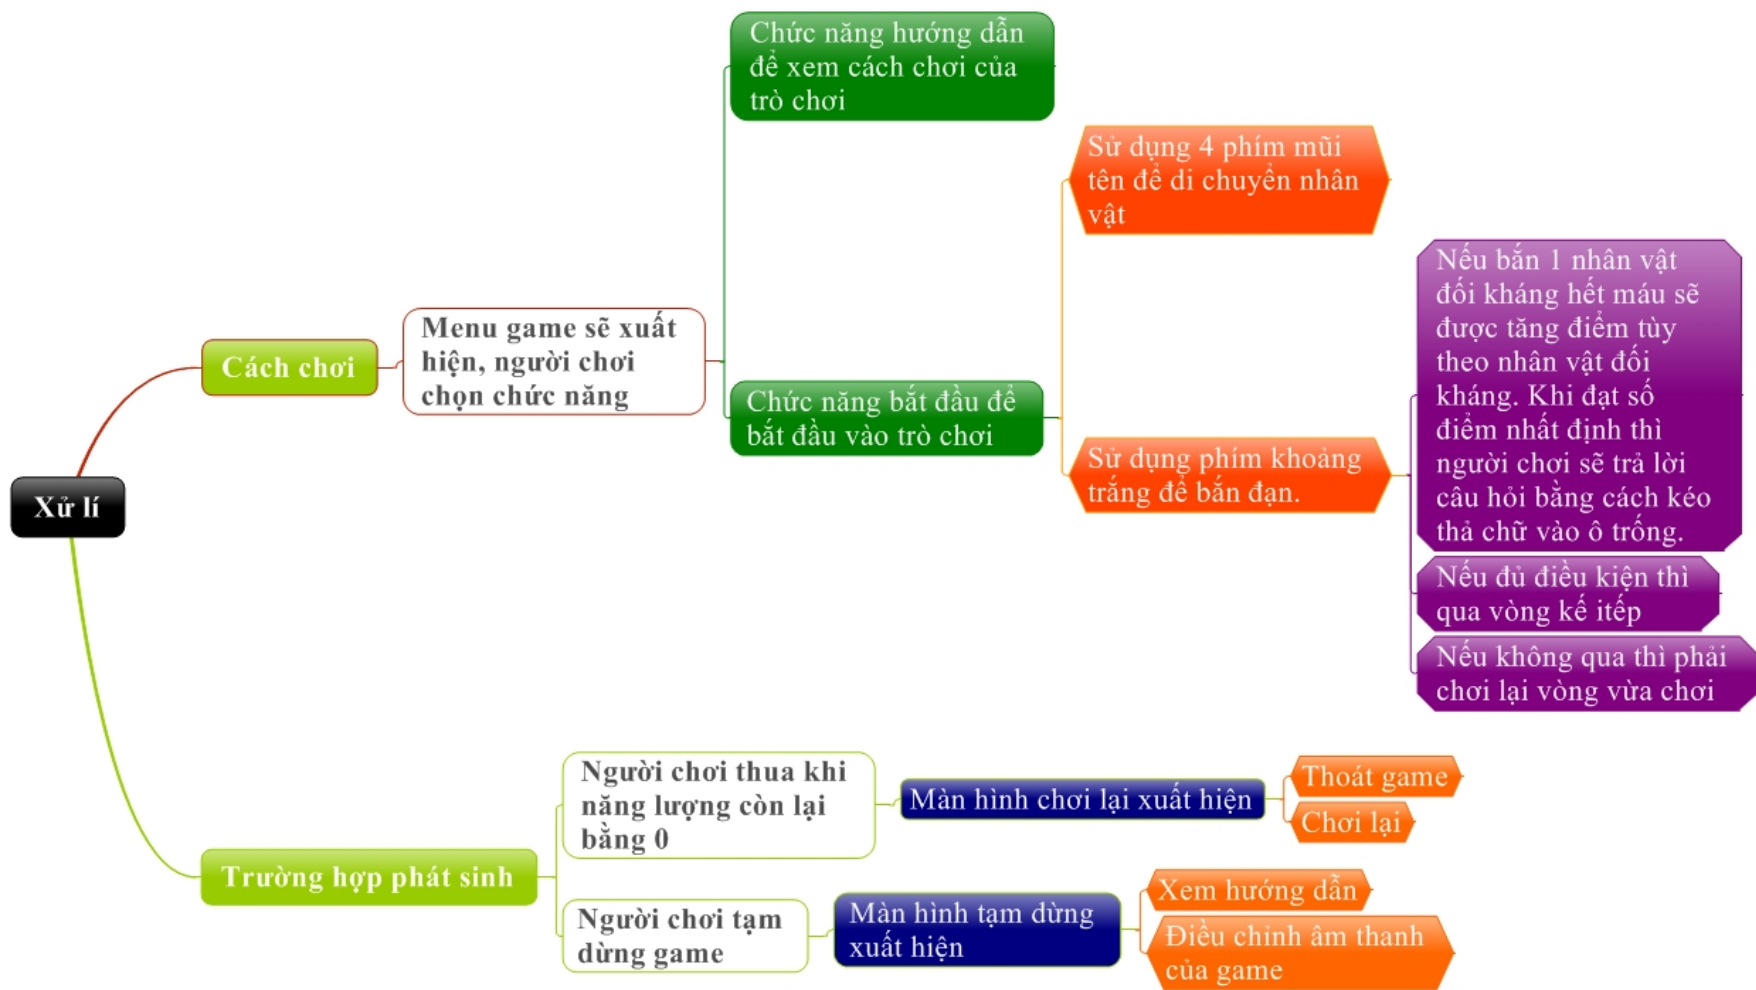 Chức năng hướng dẫn
để xem cách chơi của
trò chơi
Sử dụng 4 phím mũi
tên để di chuyển nhân
vật
Nếu bắn 1 nhân vật
đối kháng hết máu sẽ
được tăng điểm tùy
theo nhân vật đối
kháng. Khi đạt số
điểm nhất định thì
người chơi sẽ trả lời
câu hỏi bằng cách kéo
thả chữ vào ô trống.
Menu game sẽ xuất
hiện, người chơi
chọn chức năng
Cách chơi
Chức năng bắt đầu để
bắt đầu vào trò chơi
Sử dụng phím khoảng
trắng để bắn đạn.
Xử lí
Nếu đủ điều kiện thì
qua vòng kế itếp
Nếu không qua thì phải
chơi lại vòng vừa chơi
Người chơi thua khi
năng lượng còn lại
bằng 0
Màn hình chơi lại xuất hiện
Thoát game
Chơi lại
Trường hợp phát sinh
Người chơi tạm
dừng game
Màn hình tạm dừng
xuất hiện
Xem hướng dẫn
Điều chỉnh âm thanh
của game